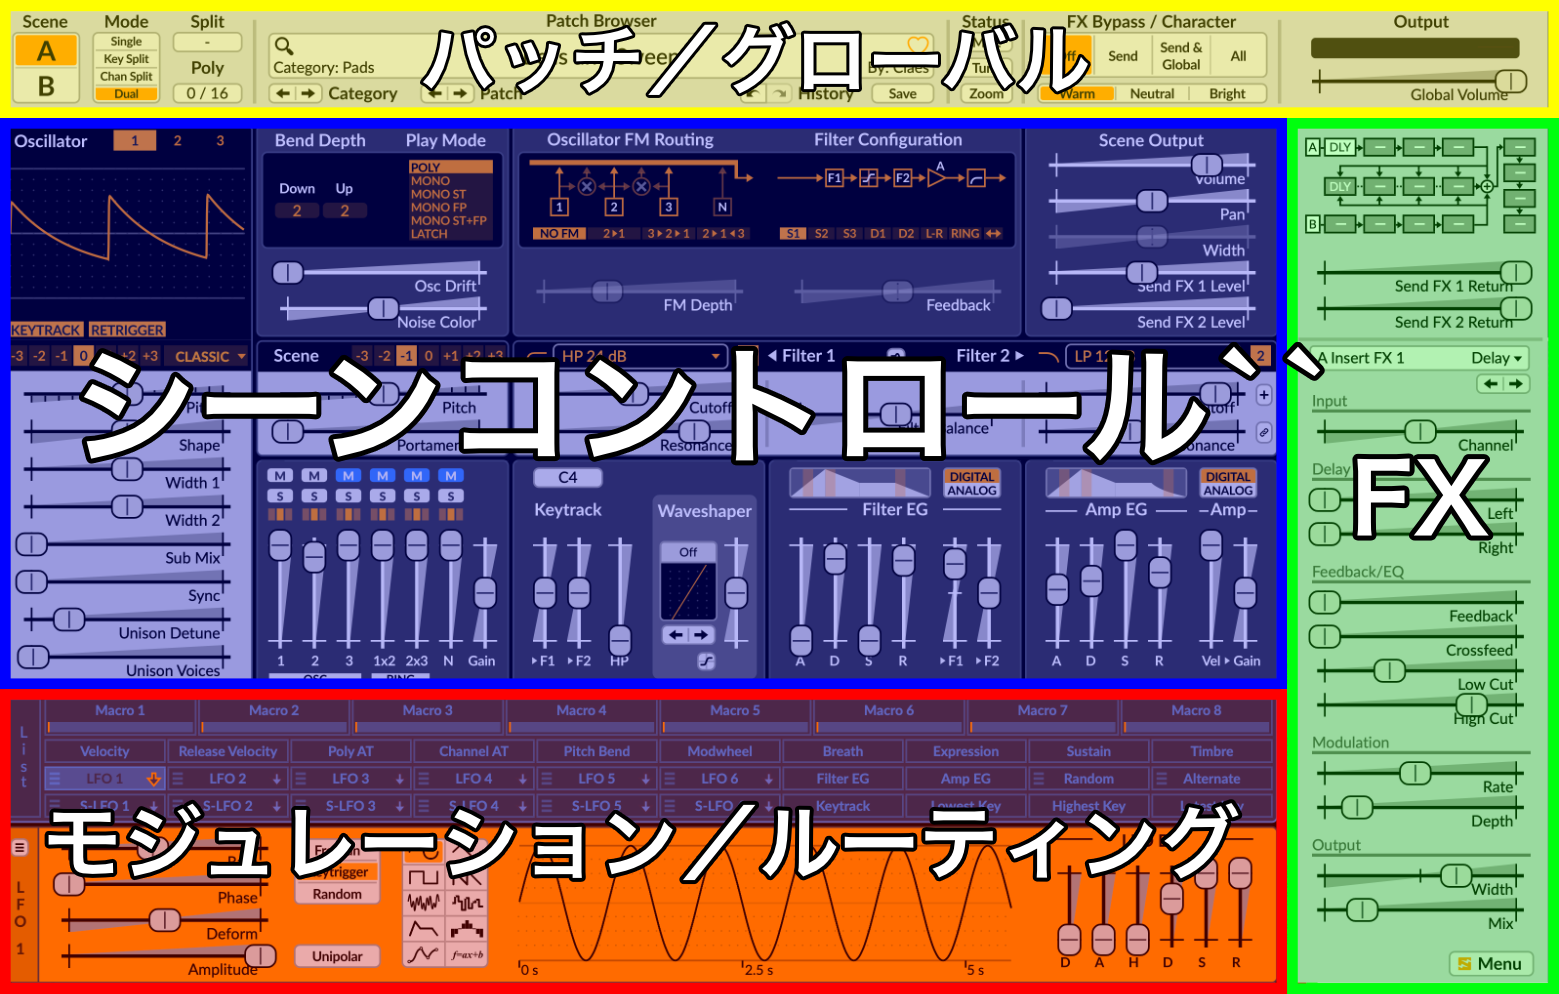 Scene Mode Split Patch Browser Status FX Bypass / Character Output
A
B
Single
Key Split
Chan Split
Dual
-
Poly
0 / 16
Category: Pads
By: Claes
Category Patch History Save
Zoom
Send
Send & Global
All
Warm Neutral Bright
Global Volume
パッチ／グローバル
Oscillator 1 2 3
KEYTRACK RETRIGGER
-3 -2 -1 0 +2 +3 CLASSIC
Shape
Width 1
Width 2
Sub Mix
Sync
Unison Detune
Unison Voices
Bend Depth Play Mode
Down Up
2 2
POLY
MONO
MONO ST
MONO FP
MONO ST+FP
LATCH
Osc Drift
Noise Color
Oscillator FM Routing Filter Configuration
1 2 3 N
NO FM 2▸1 3▸2▸1 2▸1◂3
F1 F2 A
S1 S2 S3 D1 D2 L-R RING
FM Depth Feedback
Scene Output
Volume
Pan
Width
Send FX 1 Level
Send FX 2 Level
Scene -3 -2 -1 0 +1 +2 +3
HP 24 dB
◀ Filter 1 Filter 2 ▶
LP 12
2
Pitch
Cutoff
Resonance
シーンコントロール
M M M M M M
S S S S S S
1 2 3 1x2 2x3 N Gain
C4
Keytrack
▸F1 ▸F2 HP
Waveshaper
Off
Filter EG
DIGITAL
ANALOG
A D S R ▸F1 ▸F2
Amp EG
DIGITAL
ANALOG
Amp
A D S R Vel ▸ Gain
A DLY
DLY
B
Send FX 1 Return
Send FX 2 Return
A Insert FX 1 Delay
Input
Channel
Delay
Left
Right
Feedback/EQ
Feedback
Crossfeed
Low Cut
High Cut
Modulation
Rate
Depth
Output
Width
Mix
Menu
FX
List
Macro 1 Macro 2 Macro 3 Macro 4 Macro 5 Macro 6 Macro 7 Macro 8
Velocity Release Velocity Poly AT Channel AT Pitch Bend Modwheel Breath Expression Sustain Timbre
LFO 1 LFO 2 LFO 3 LFO 4 LFO 5 LFO 6 Filter EG Amp EG Random Alternate
S-LFO 1 S-LFO 2 S-LFO 3 S-LFO 4 S-LFO 5 S-LFO Keytrack Lowest Key Highest Key
モジュレーション／ルーティング
LFO 1
Phase
Deform
Amplitude
Random
Unipolar
f=ax+b
0 s 2.5 s 5 s
D A H D S R